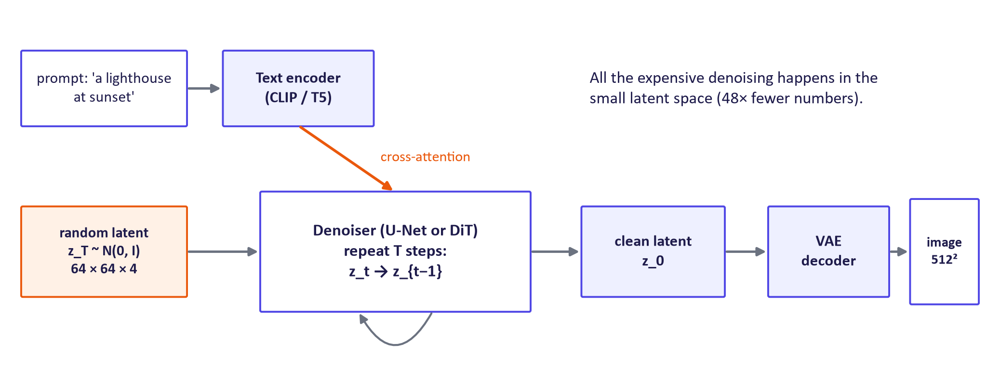 prompt: 'a lighthouse
at sunset'
Text encoder
(CLIP / T5)
All the expensive denoising happens in the
small latent space (48× fewer numbers).
cross-attention
random latent
z_T ~ N(0, I)
64 × 64 × 4
Denoiser (U-Net or DiT)
repeat T steps:
z_t → z_{t−1}
clean latent
z_0
VAE
decoder
image
512²